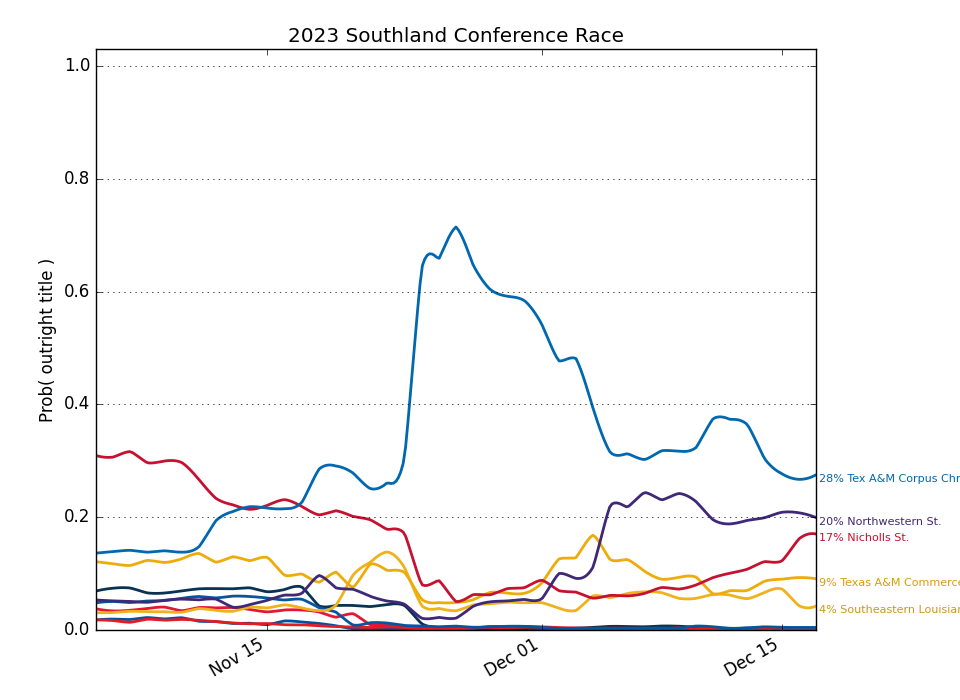 2023 Southland Conference Race
Prob( outright title )
1.0
0.8
0.6
0.4
0.2
0.0
Nov 15
Dec 01
Dec 15
28% Tex A&M Corpus Chr
20% Northwestern St.
17% Nicholls St.
9% Texas A&M Commerce
4% Southeastern Louisian